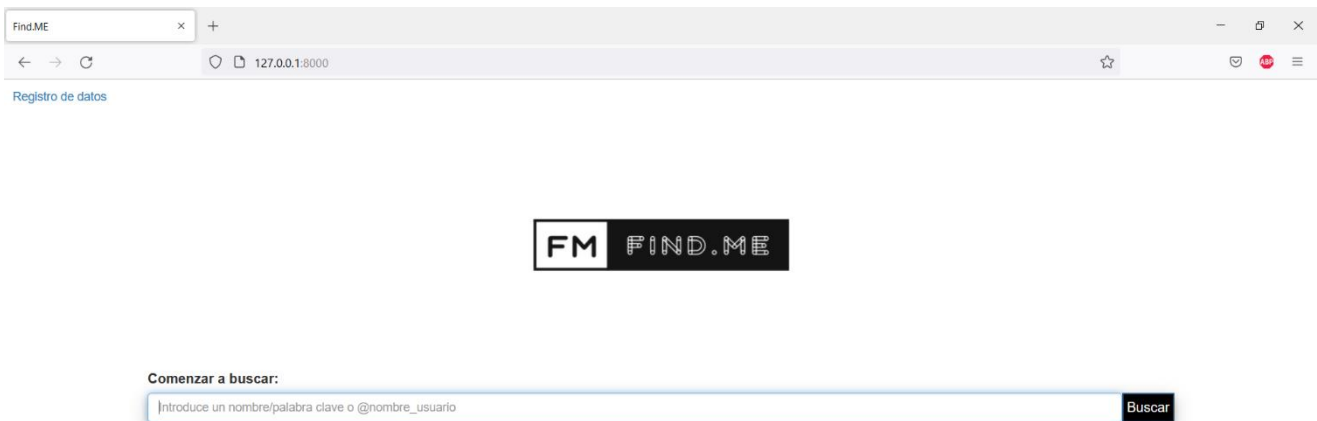 Find.ME
127.0.0.1:8000
ABP
Registro de datos
FM FIND.ME
Comenzar a buscar:
Introduce un nombre/palabra clave o @nombre_usuario
Buscar